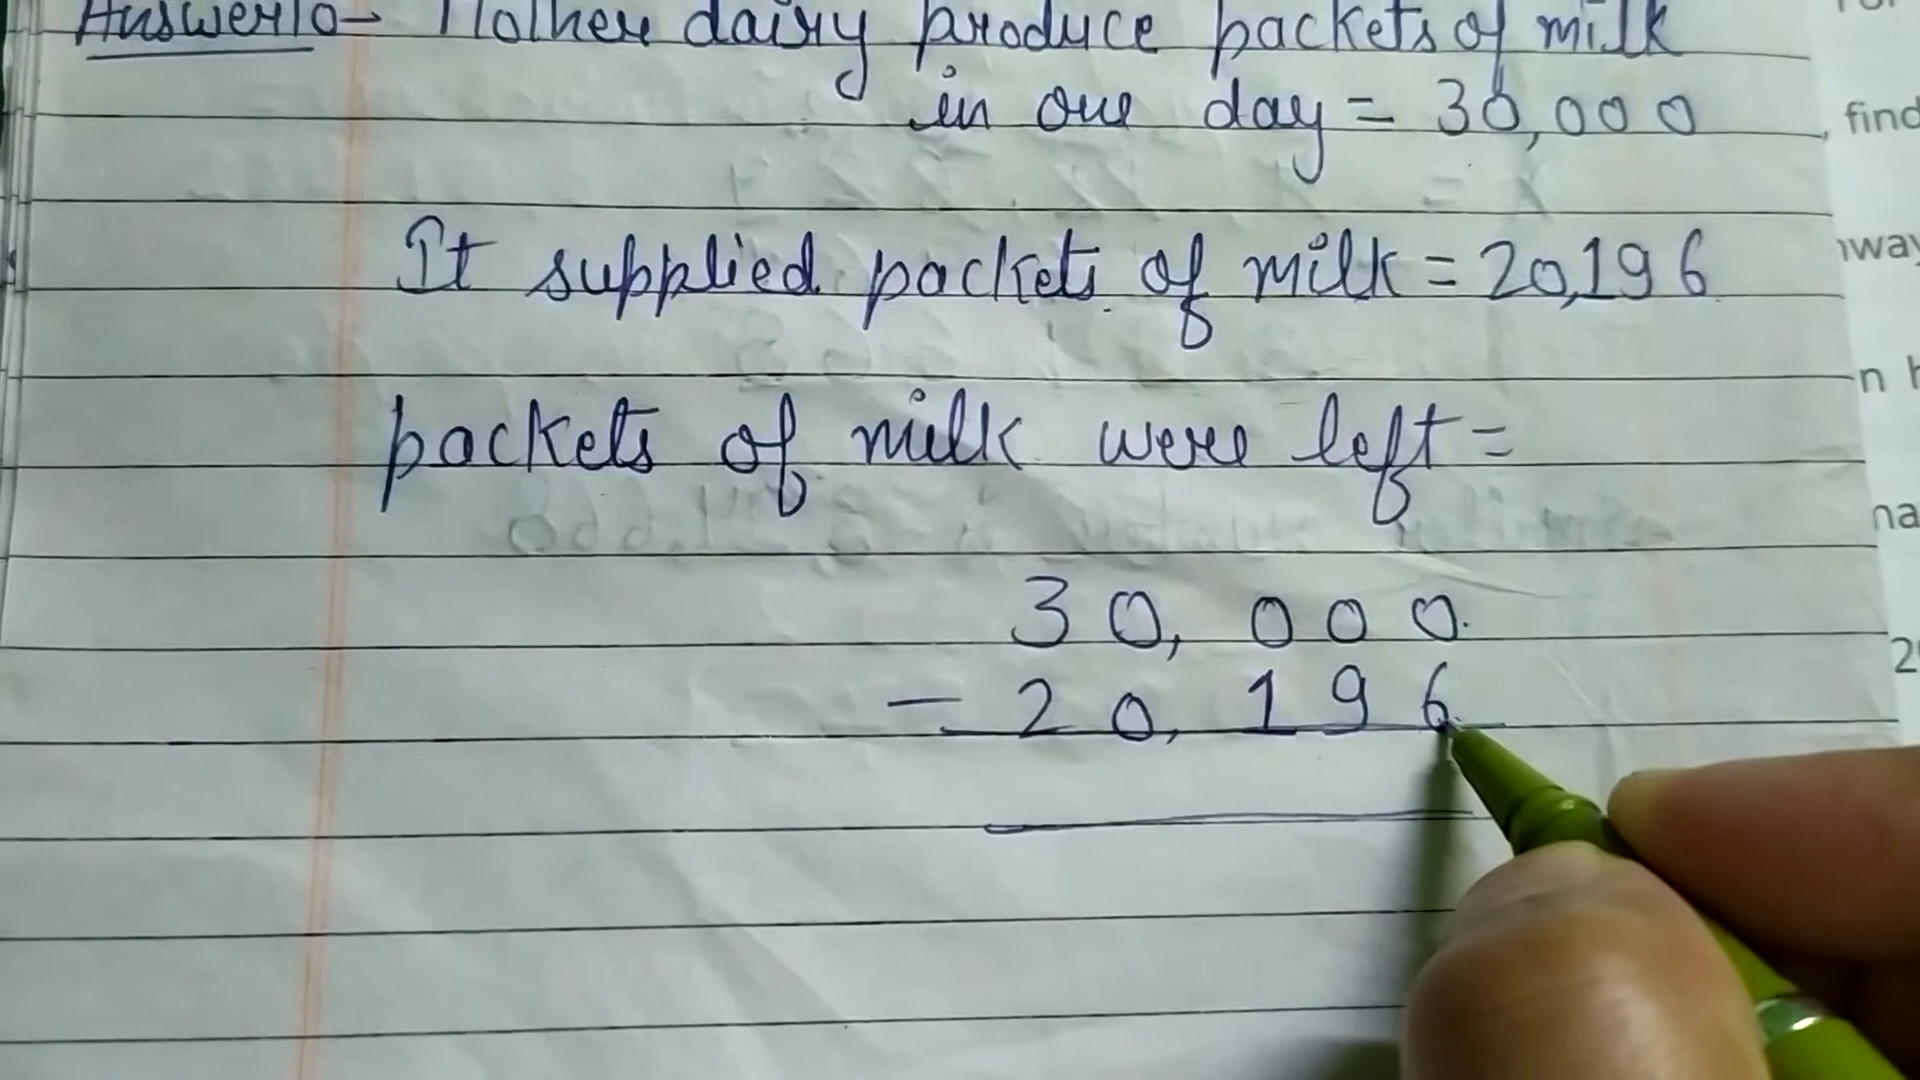 Answer10- Mother dairy produce packets of milk
in one day = 30,000
It supplied packets of milk = 20,196
packets of milk were left =
30,000
- 20,196
find